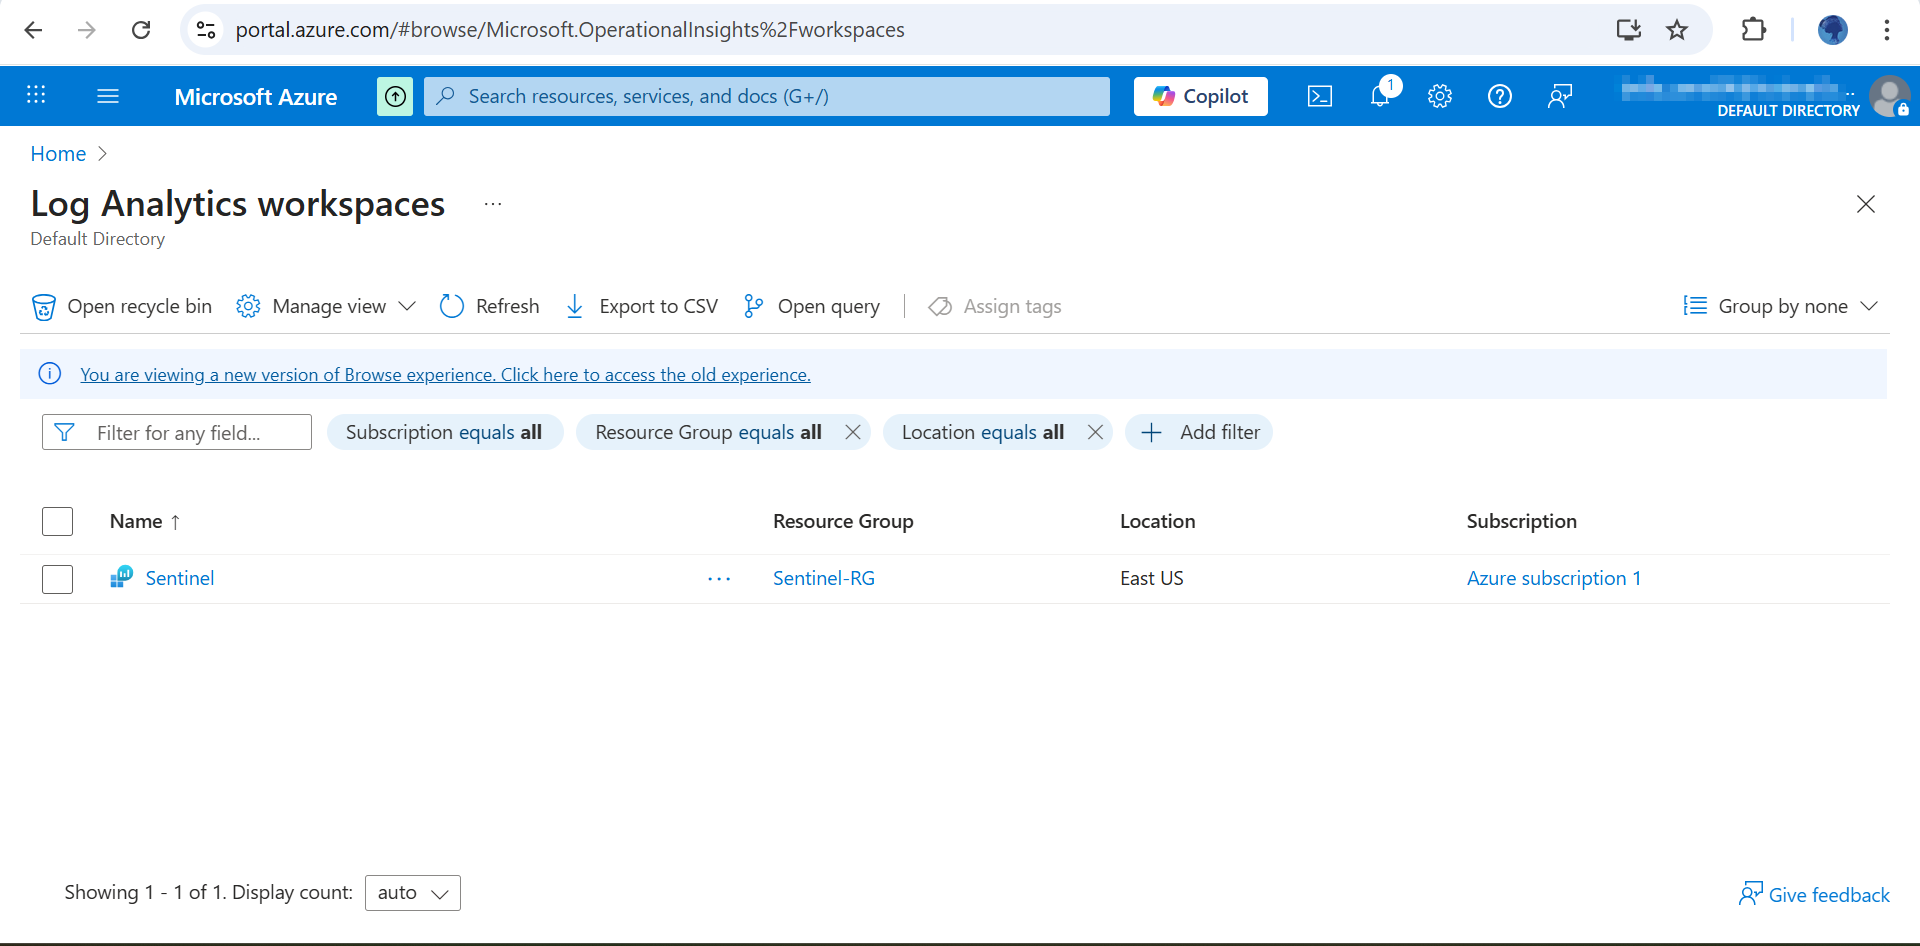 portal.azure.com/#browse/Microsoft.OperationalInsights%2Fworkspaces
Microsoft Azure
Search resources, services, and docs (G+/)
Copilot
1
..
DEFAULT DIRECTORY
Home
Log Analytics workspaces
...
Default Directory
Open recycle bin
Manage view
Refresh
Export to CSV
Open query
Assign tags
Group by none
You are viewing a new version of Browse experience. Click here to access the old experience.
Filter for any field...
Subscription equals all
Resource Group equals all
Location equals all
Add filter
Name ↑
Resource Group
Location
Subscription
Sentinel
...
Sentinel-RG
East US
Azure subscription 1
Showing 1 - 1 of 1. Display count:
auto
Give feedback